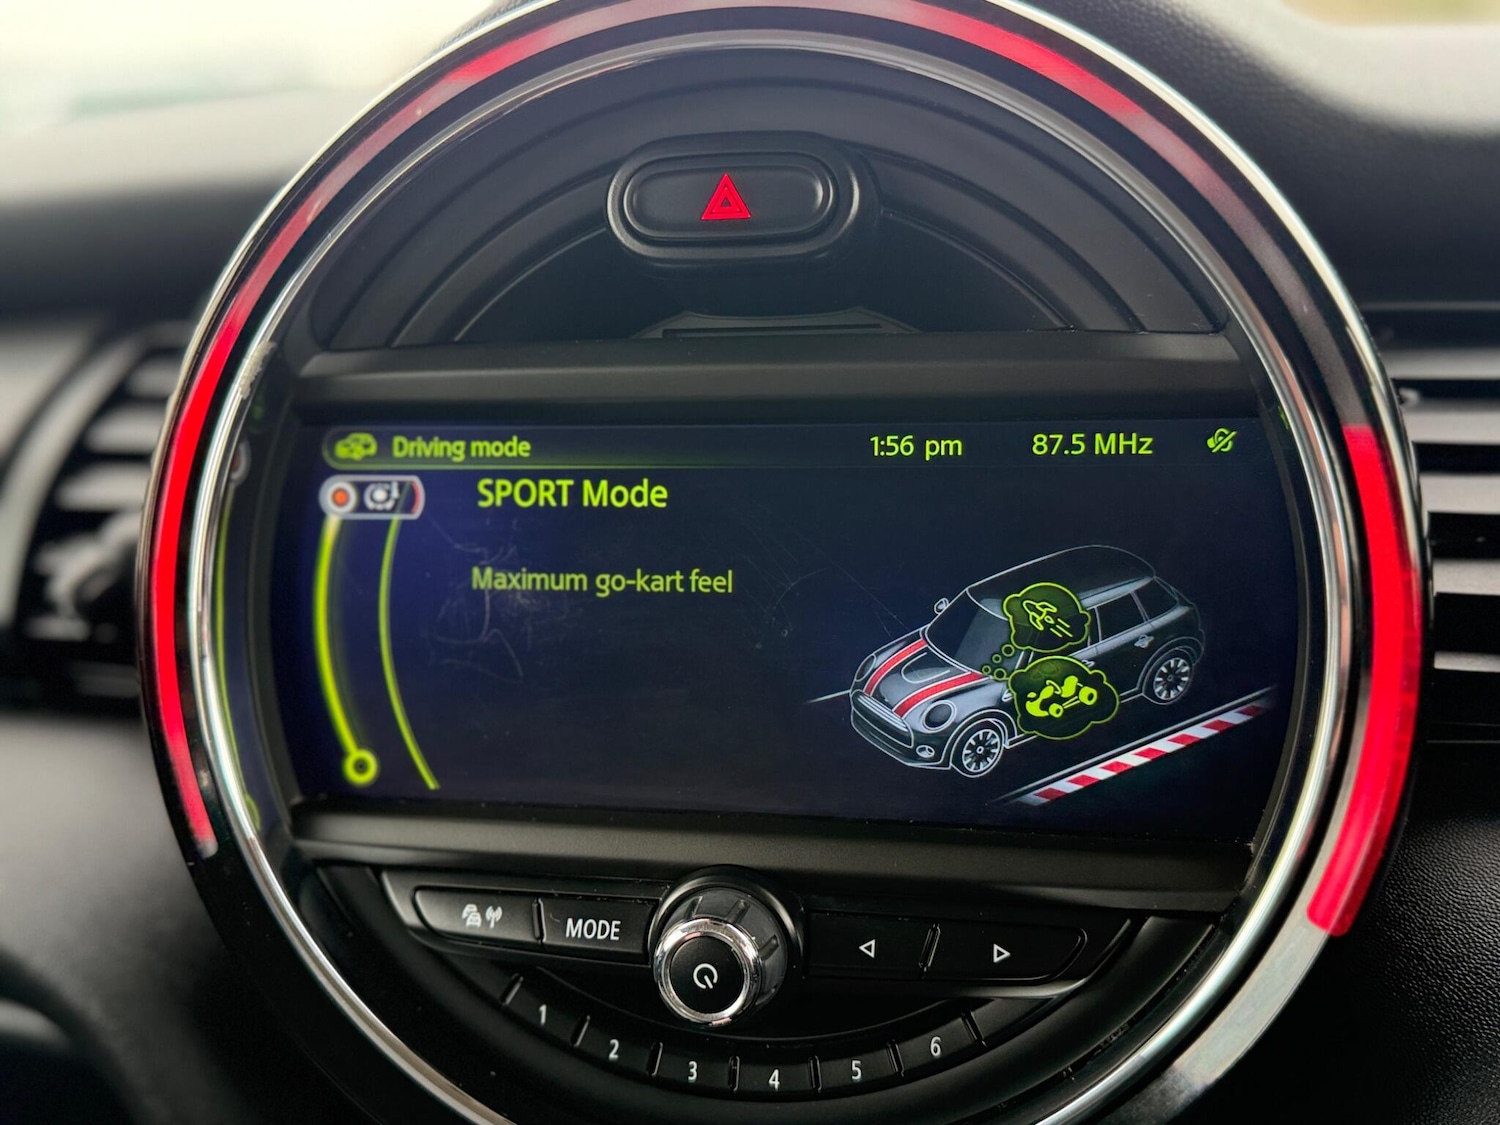 Driving mode 1:56 pm 87.5 MHz
SPORT Mode
Maximum go-kart feel
MODE
1 2 3 4 5 6